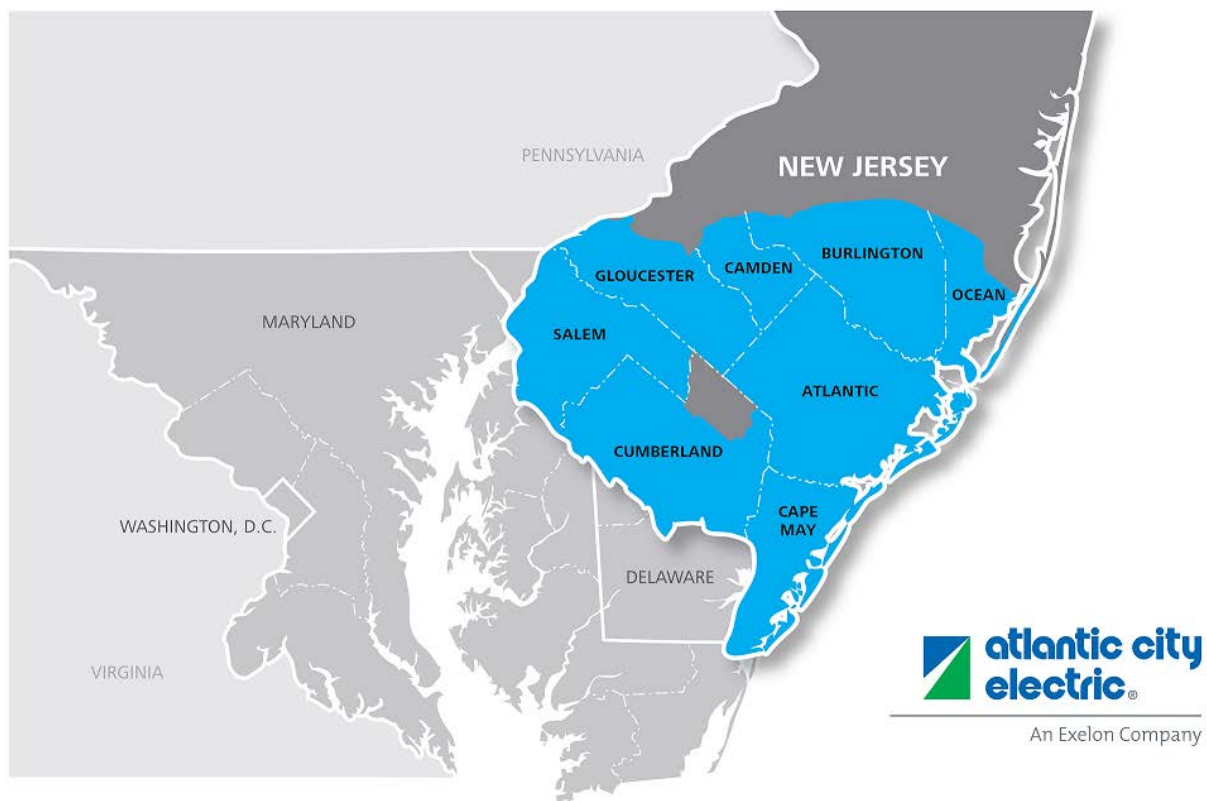 PENNSYLVANIA
NEW JERSEY
BURLINGTON
CAMDEN
GLOUCESTER
OCEAN
MARYLAND
SALEM
ATLANTIC
CUMBERLAND
CAPE
MAY
WASHINGTON, D.C.
DELAWARE
VIRGINIA
atlantic city
electric®
An Exelon Company